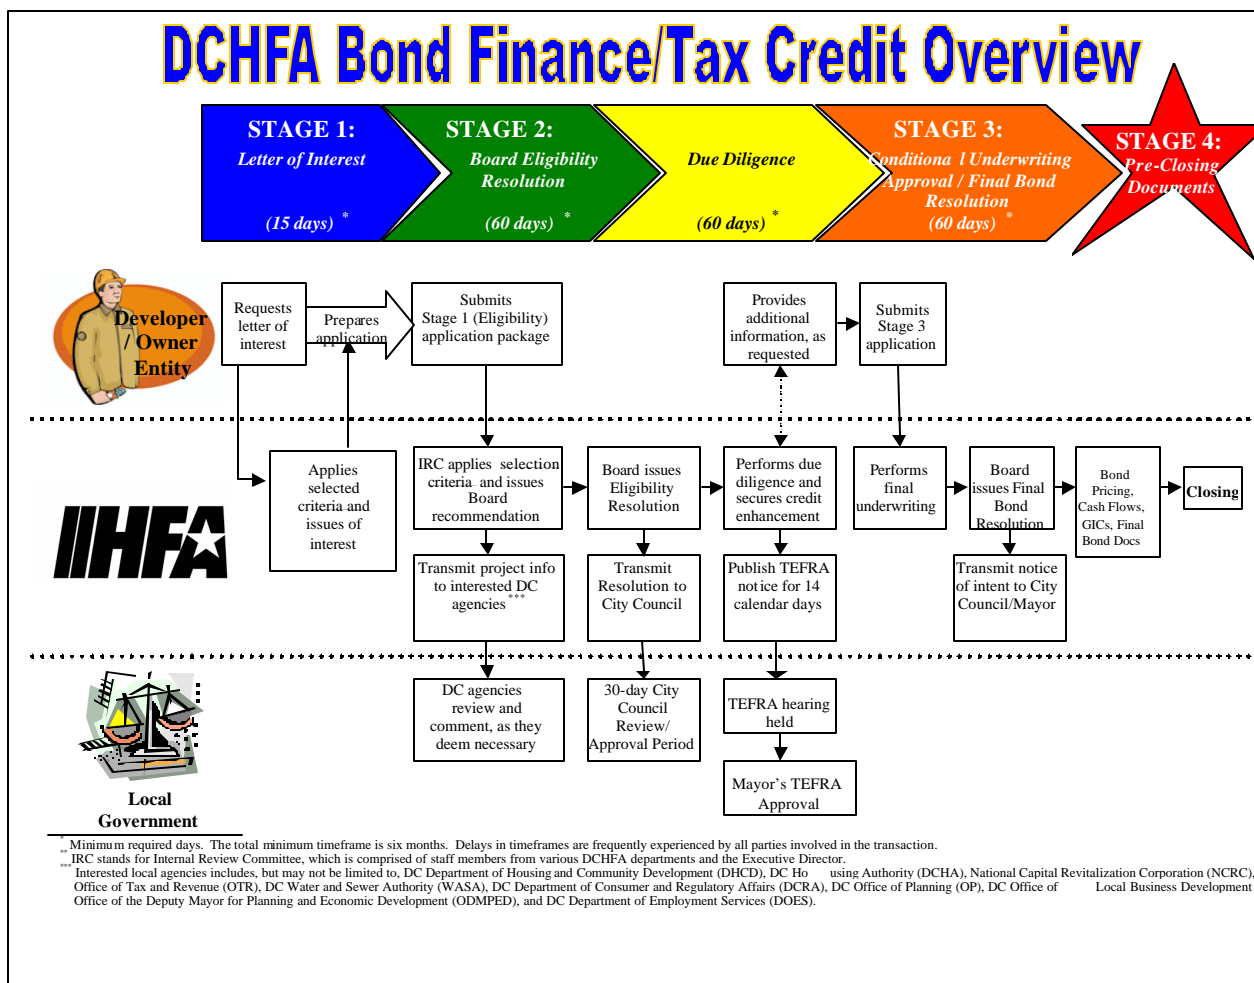 DCHFA Bond Finance/Tax Credit Overview
STAGE 1:
Letter of Interest
(15 days) *
STAGE 2:
Board Eligibility
Resolution
(60 days) *
Due Diligence
(60 days) *
STAGE 3:
Conditiona l Underwriting
Approval / Final Bond
Resolution
(60 days) *
STAGE 4:
Pre-Closing
Documents
Developer
/ Owner
Entity
Requests
letter of
interest
Prepares
application
Submits
Stage 1 (Eligibility)
application package
Provides
additional
information, as
requested
Submits
Stage 3
application
HFA
Applies
selected
criteria and
issues of
interest
IRC applies selection
criteria and issues
Board
recommendation
Board issues
Eligibility
Resolution
Performs due
diligence and
secures credit
enhancement
Performs
final
underwriting
Board
issues Final
Bond
Resolution
Bond
Pricing,
Cash Flows,
GICs, Final
Bond Docs
Closing
Transmit project info
to interested DC
agencies ***
Transmit
Resolution to
City Council
Publish TEFRA
notice for 14
calendar days
Transmit notice
of intent to City
Council/Mayor
Local
Government
DC agencies
review and
comment, as they
deem necessary
30-day City
Council
Review/
Approval Period
TEFRA hearing
held
Mayor's TEFRA
Approval
* Minimum required days. The total minimum timeframe is six months. Delays in timeframes are frequently experienced by all parties involved in the transaction.
** IRC stands for Internal Review Committee, which is comprised of staff members from various DCHFA departments and the Executive Director.
*** Interested local agencies includes, but may not be limited to, DC Department of Housing and Community Development (DHCD), DC Ho using Authority (DCHA), National Capital Revitalization Corporation (NCRC),
Office of Tax and Revenue (OTR), DC Water and Sewer Authority (WASA), DC Department of Consumer and Regulatory Affairs (DCRA), DC Office of Planning (OP), DC Office of Local Business Development
Office of the Deputy Mayor for Planning and Economic Development (ODMPED), and DC Department of Employment Services (DOES).